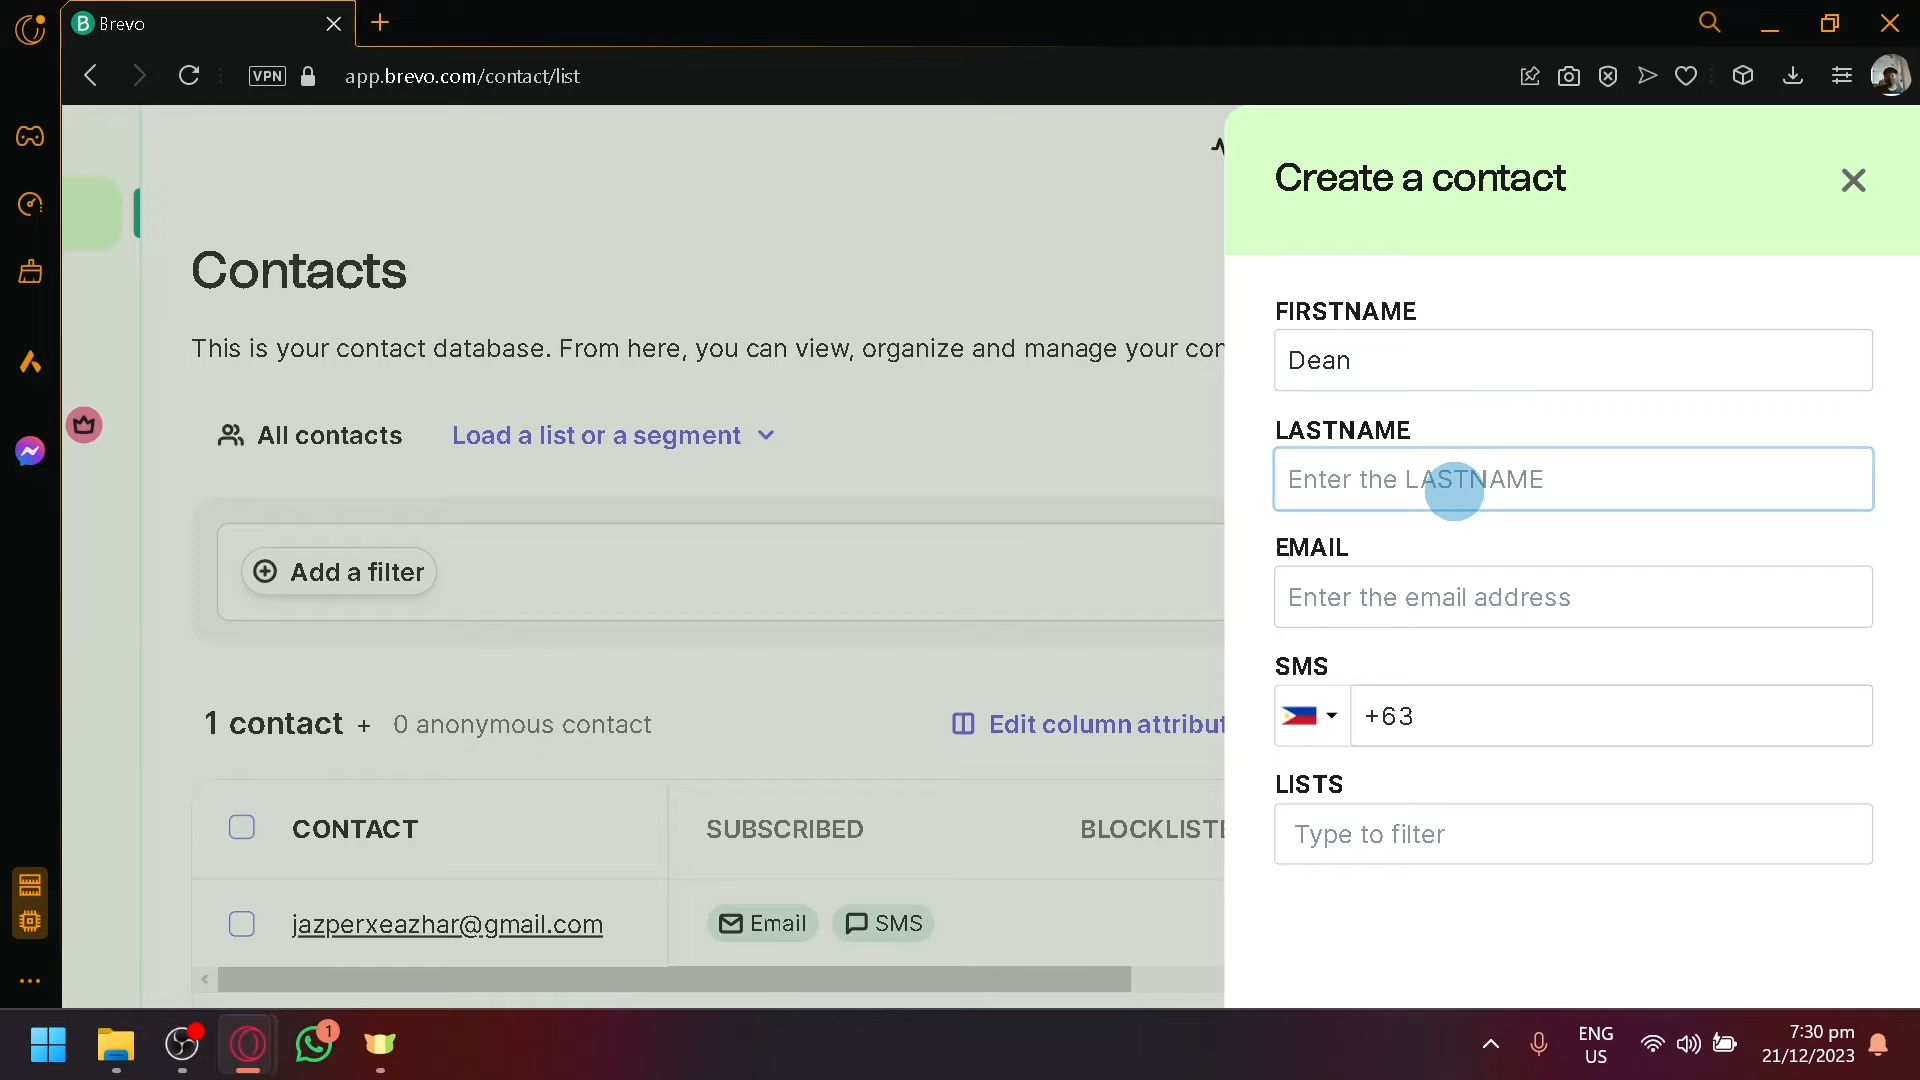 Brevo
VPN
app.brevo.com/contact/list
Create a contact
Contacts
This is your contact database. From here, you can view, organize and manage your con
All contacts
Load a list or a segment
Add a filter
1 contact + 0 anonymous contact
Edit column attribut
CONTACT
SUBSCRIBED
BLOCKLISTE
jazperxeazhar@gmail.com
Email
SMS
FIRSTNAME
Dean
LASTNAME
Enter the LASTNAME
EMAIL
Enter the email address
SMS
+63
LISTS
Type to filter
1
ENG
US
7:30 pm
21/12/2023